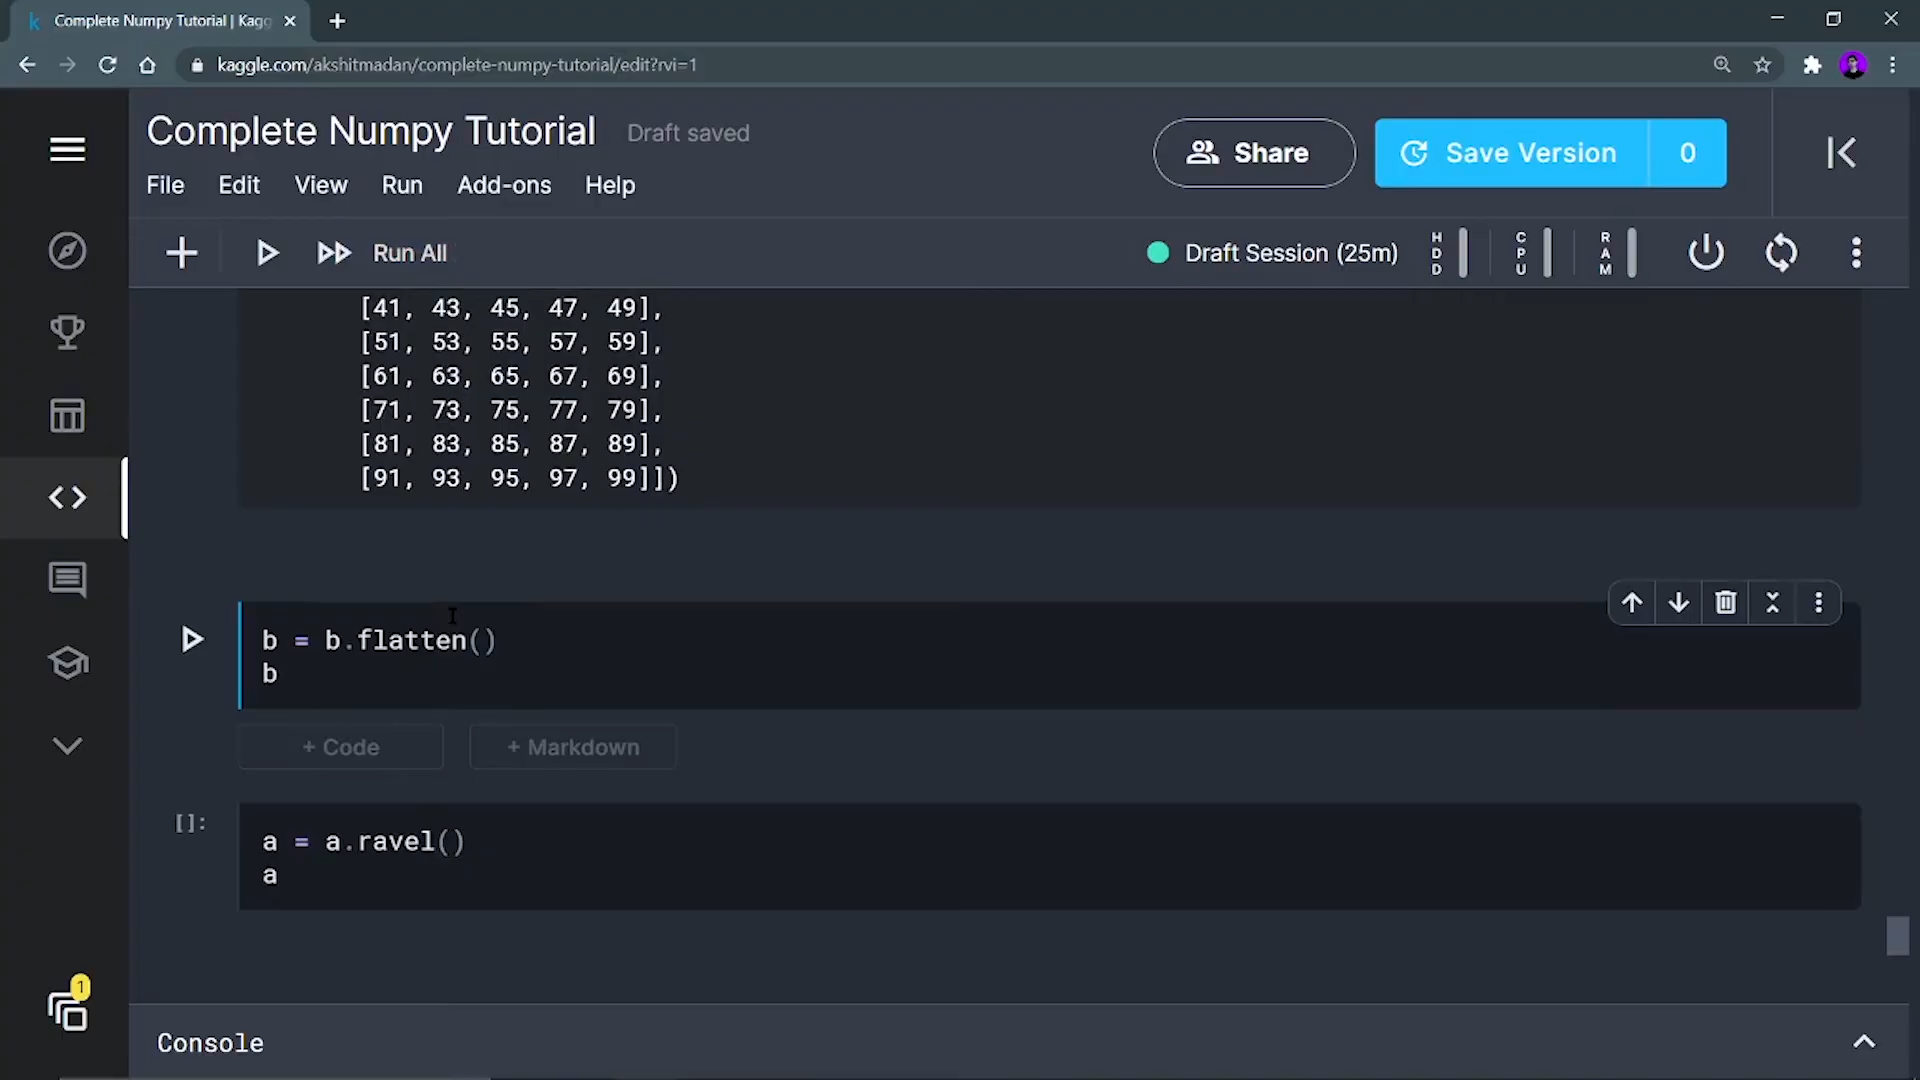 Complete Numpy Tutorial | Kagg
kaggle.com/akshitmadan/complete-numpy-tutorial/edit?rvi=1
Complete Numpy Tutorial Draft saved
Share
Save Version 0
File Edit View Run Add-ons Help
Run All
Draft Session (25m) HDD CPU RAM
[41, 43, 45, 47, 49],
[51, 53, 55, 57, 59],
[61, 63, 65, 67, 69],
[71, 73, 75, 77, 79],
[81, 83, 85, 87, 89],
[91, 93, 95, 97, 99]])
b = b.flatten()
b
+ Code + Markdown
[]:
a = a.ravel()
a
1
Console